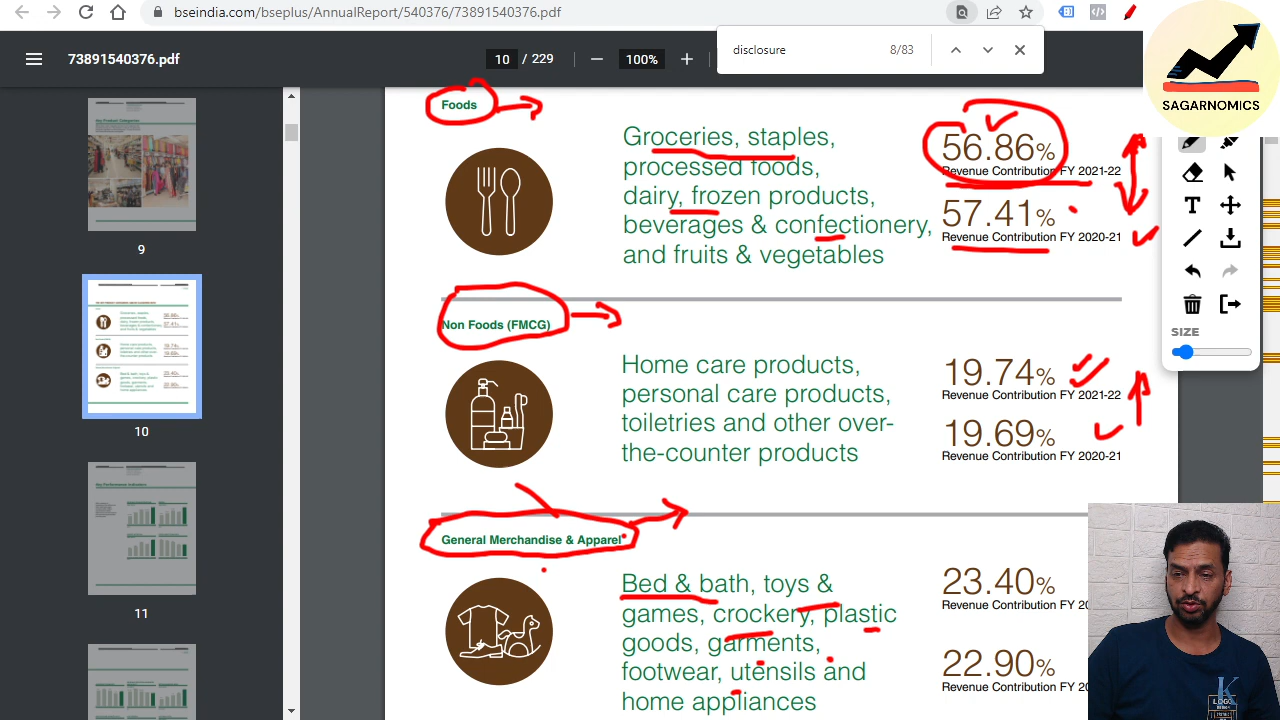 bseindia.com/bseplus/AnnualReport/540376/73891540376.pdf
disclosure 8/83
73891540376.pdf
10 / 229
100%
SAGARNOMICS
9
10
11
Foods
Groceries, staples,
processed foods,
dairy, frozen products,
beverages & confectionery,
and fruits & vegetables
56.86%
Revenue Contribution FY 2021-22
57.41%
Revenue Contribution FY 2020-21
Non Foods (FMCG)
Home care products,
personal care products,
toiletries and other over-
the-counter products
19.74%
Revenue Contribution FY 2021-22
19.69%
Revenue Contribution FY 2020-21
General Merchandise & Apparel
Bed & bath, toys &
games, crockery, plastic
goods, garments,
footwear, utensils and
home appliances
23.40%
Revenue Contribution FY 20
22.90%
Revenue Contribution FY 20
T
SIZE
K
LOGO